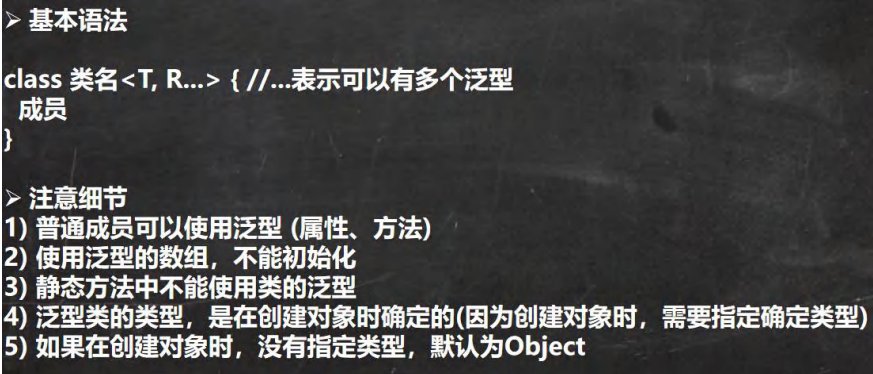 ➢ 基本语法
class 类名<T, R...> { //...表示可以有多个泛型
成员
}
➢ 注意细节
1) 普通成员可以使用泛型 (属性、方法)
2) 使用泛型的数组，不能初始化
3) 静态方法中不能使用类的泛型
4) 泛型类的类型，是在创建对象时确定的(因为创建对象时，需要指定确定类型)
5) 如果在创建对象时，没有指定类型，默认为Object